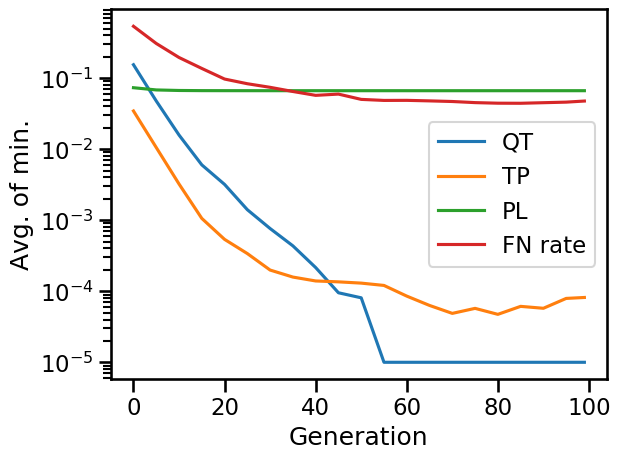 Avg. of min.
10⁻¹
10⁻²
10⁻³
10⁻⁴
10⁻⁵
QT
TP
PL
FN rate
0 20 40 60 80 100
Generation